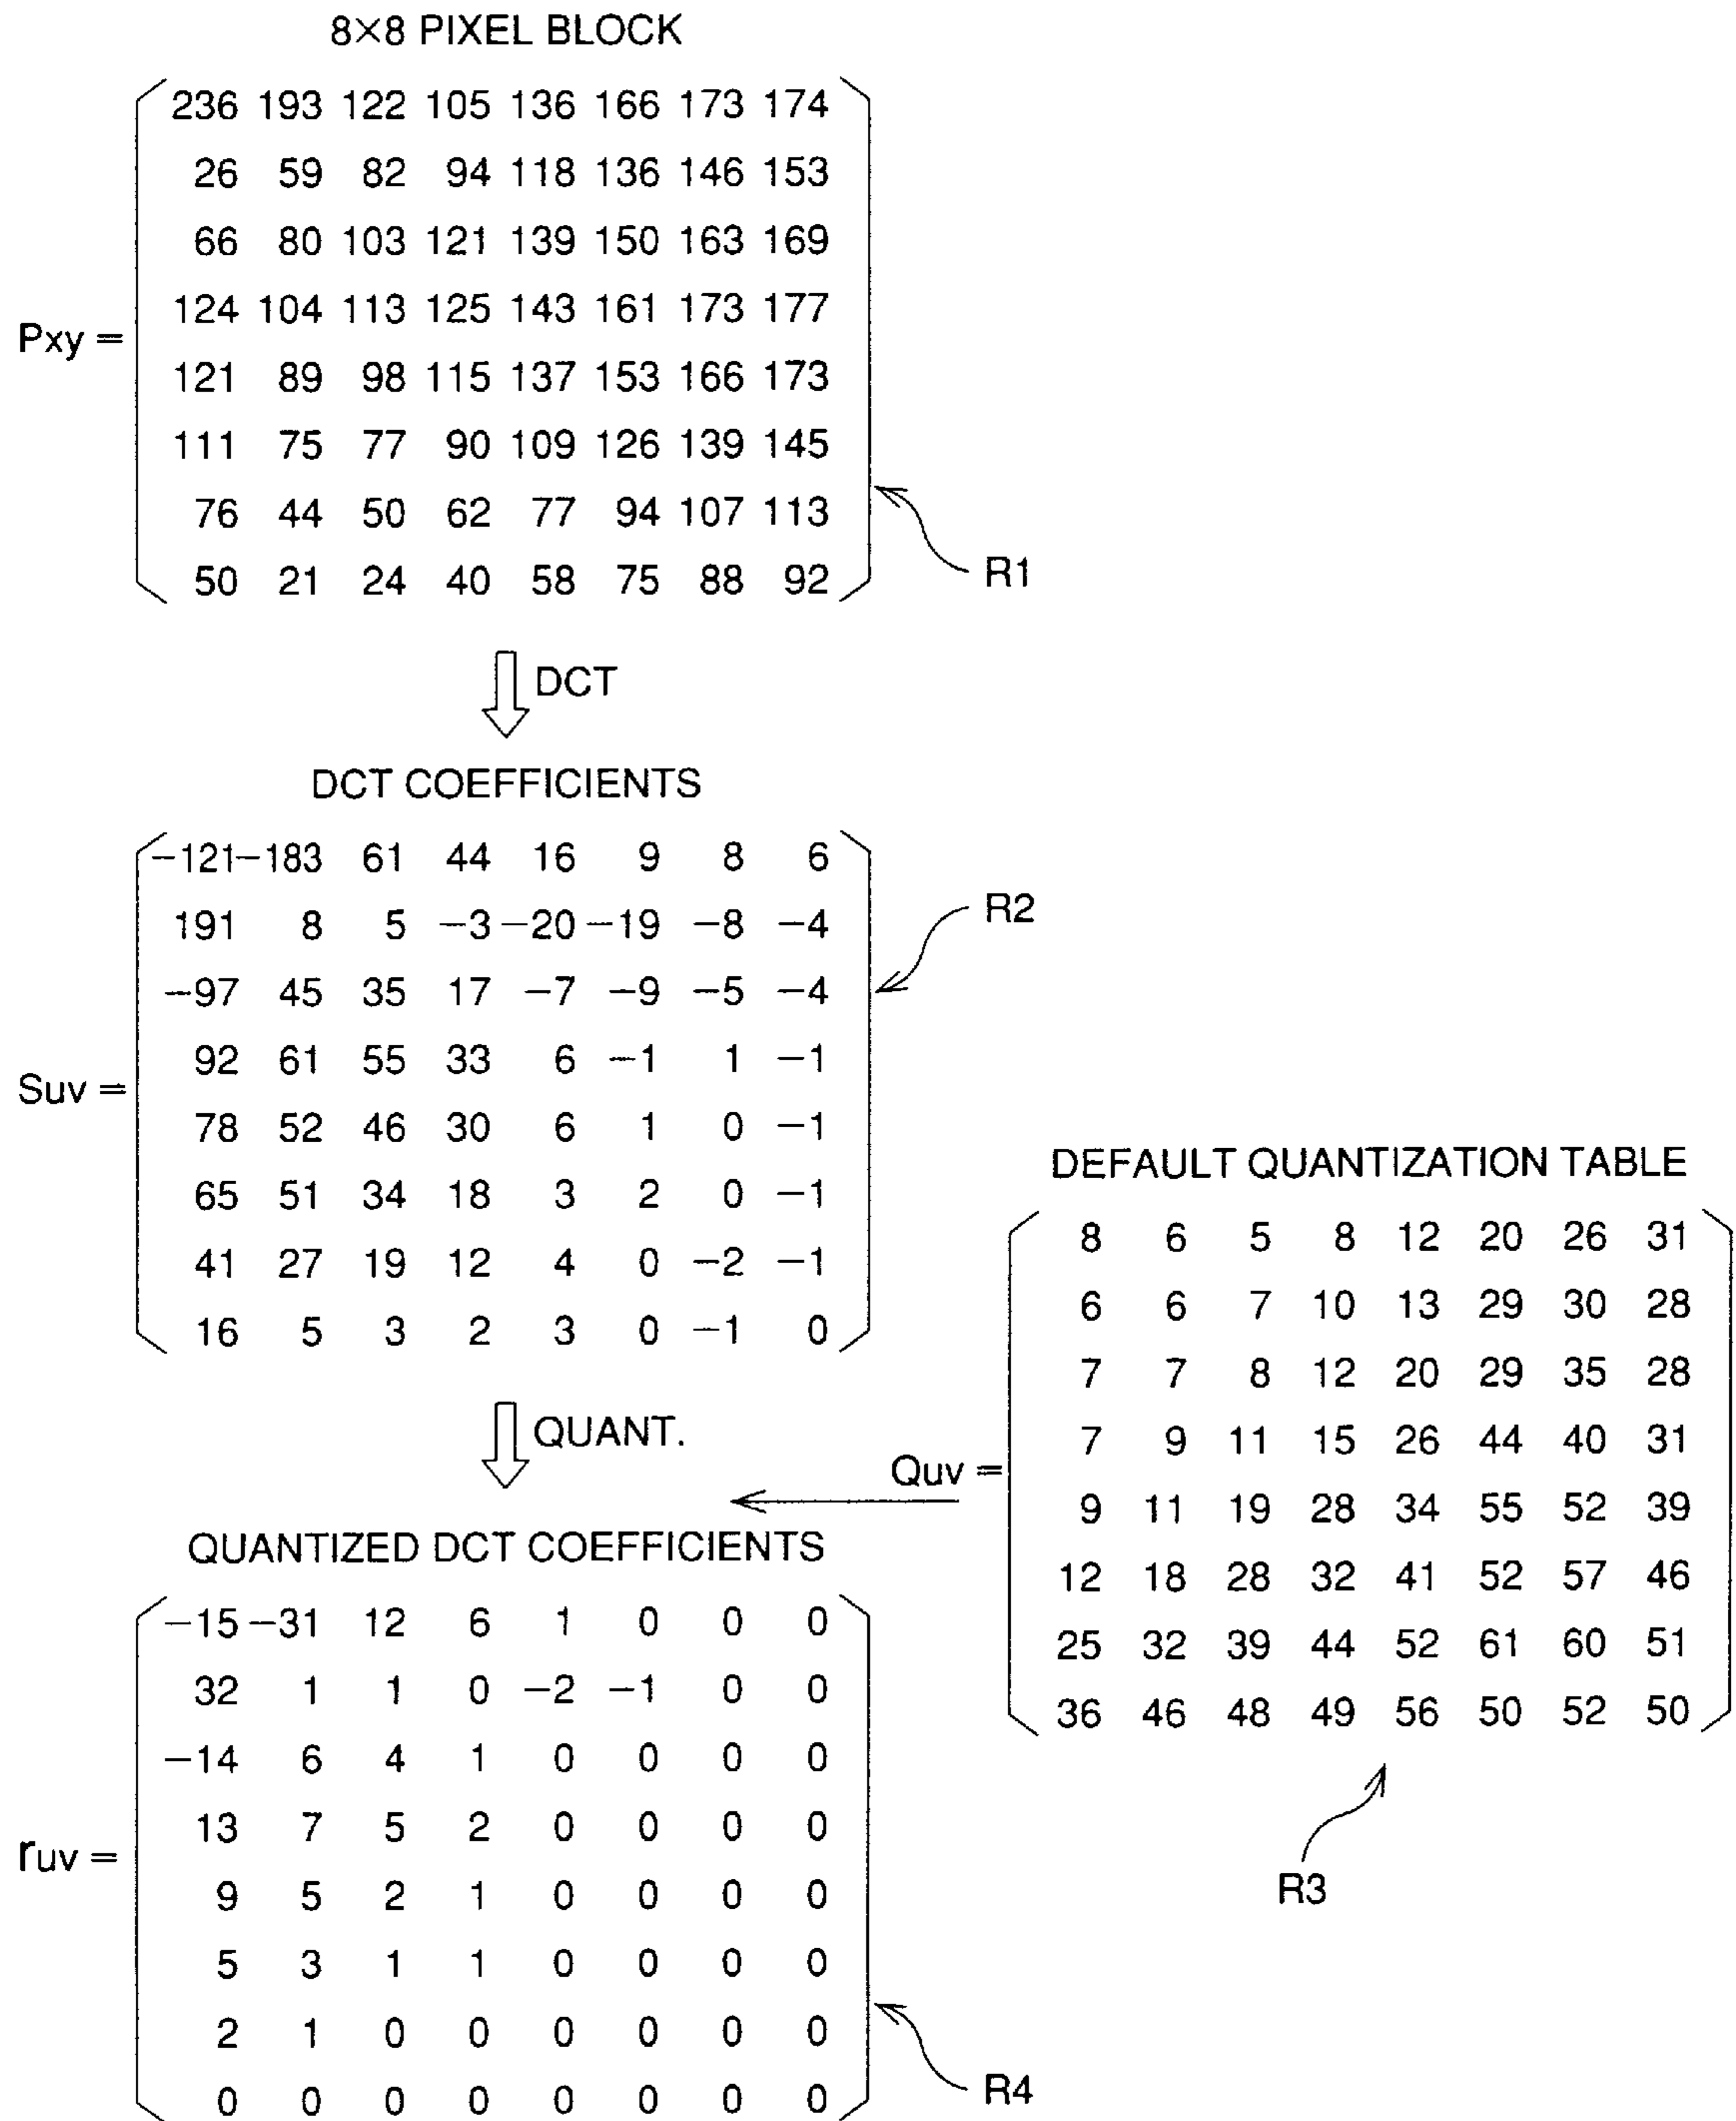 8×8 PIXEL BLOCK
236 193 122 105 136 166 173 174
26 59 82 94 118 136 146 153
66 80 103 121 139 150 163 169
124 104 113 125 143 161 173 177
Pxy =
121 89 98 115 137 153 166 173
111 75 77 90 109 126 139 145
76 44 50 62 77 94 107 113
50 21 24 40 58 75 88 92
R1
DCT
DCT COEFFICIENTS
−121 −183 61 44 16 9 8 6
191 8 5 −3 −20 −19 −8 −4
R2
−97 45 35 17 −7 −9 −5 −4
92 61 55 33 6 −1 1 −1
Suv =
78 52 46 30 6 1 0 −1
65 51 34 18 3 2 0 −1
41 27 19 12 4 0 −2 −1
16 5 3 2 3 0 −1 0
QUANT.
DEFAULT QUANTIZATION TABLE
8 6 5 8 12 20 26 31
6 6 7 10 13 29 30 28
7 7 8 12 20 29 35 28
7 9 11 15 26 44 40 31
Quv =
9 11 19 28 34 55 52 39
12 18 28 32 41 52 57 46
25 32 39 44 52 61 60 51
36 46 48 49 56 50 52 50
R3
QUANTIZED DCT COEFFICIENTS
−15 −31 12 6 1 0 0 0
32 1 1 0 −2 −1 0 0
−14 6 4 1 0 0 0 0
13 7 5 2 0 0 0 0
ruv =
9 5 2 1 0 0 0 0
5 3 1 1 0 0 0 0
2 1 0 0 0 0 0 0
0 0 0 0 0 0 0 0
R4